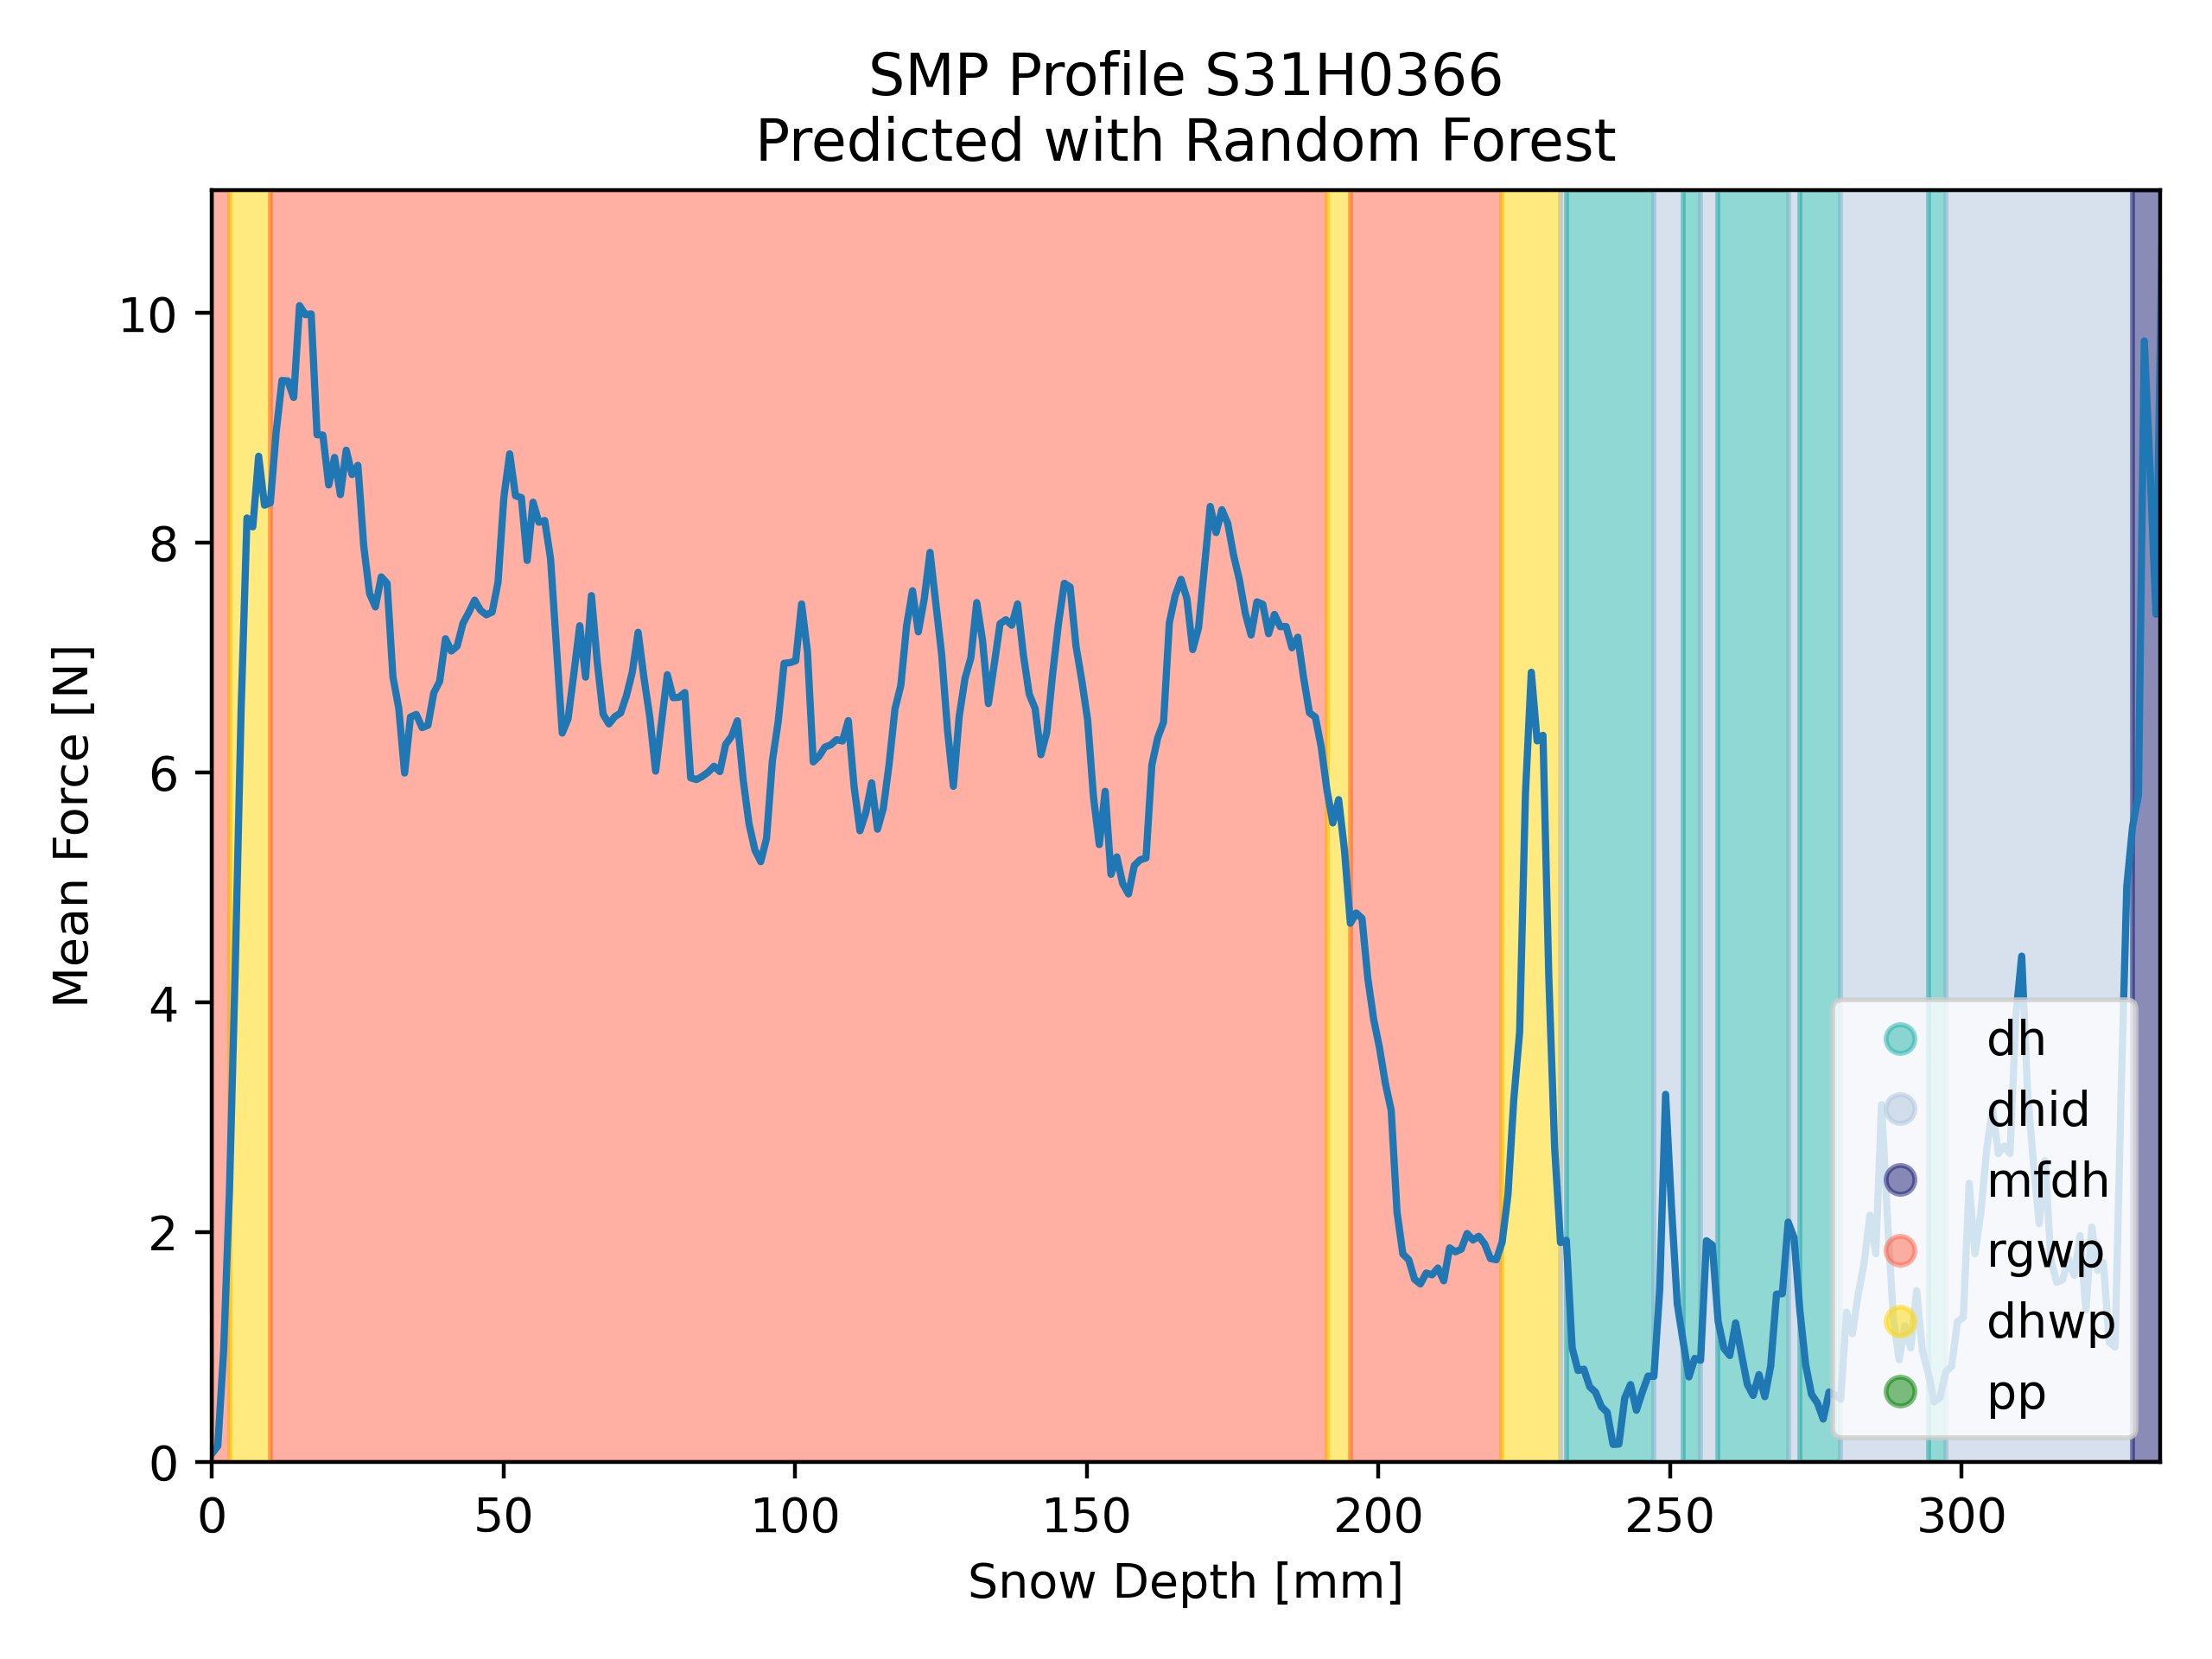 SMP Profile S31H0366
Predicted with Random Forest
Mean Force [N]
10
8
6
4
2
0
0 50 100 150 200 250 300
Snow Depth [mm]
dh
dhid
mfdh
rgwp
dhwp
pp